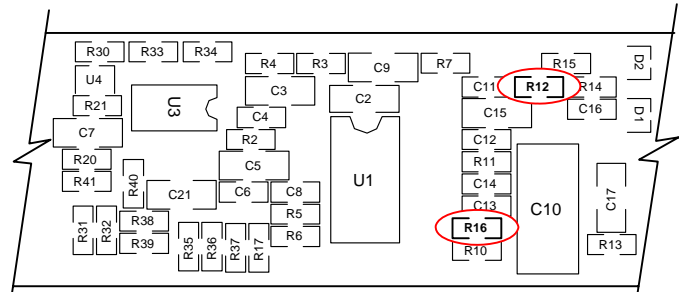 R30 R33 R34
R4 R3 C9 R7 R15 D2
U4
R21
U3
C3
C2
C11 R12 R14
C7
C4
C15
C16 D1
R2
C12
R20
R41
R40
C5
U1
R11
C21
C6 C8
C14
C10
C17
R31 R32
R38
R39
R5
R6
C13
R16
R10
R13
R35 R36 R37 R17